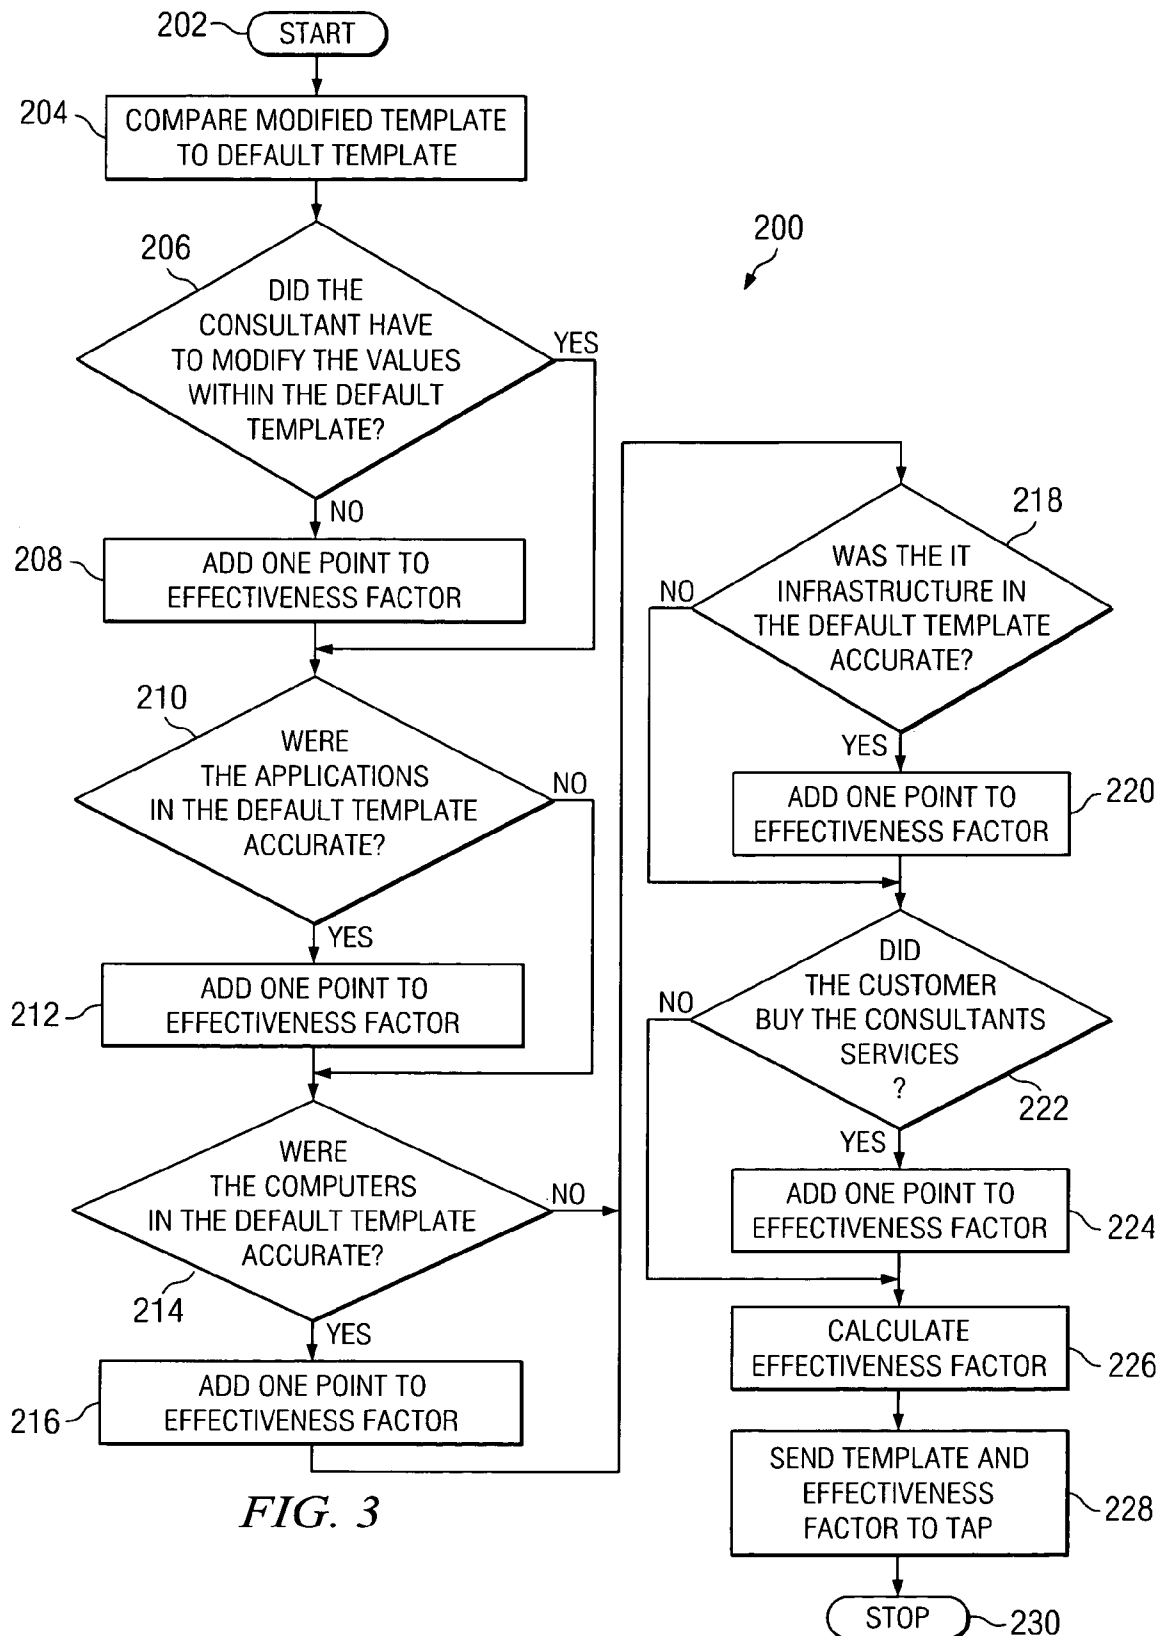 202
START
204
COMPARE MODIFIED TEMPLATE
TO DEFAULT TEMPLATE
206
DID THE
CONSULTANT HAVE
TO MODIFY THE VALUES
WITHIN THE DEFAULT
TEMPLATE?
YES
NO
208
ADD ONE POINT TO
EFFECTIVENESS FACTOR
210
WERE
THE APPLICATIONS
IN THE DEFAULT TEMPLATE
ACCURATE?
NO
YES
212
ADD ONE POINT TO
EFFECTIVENESS FACTOR
WERE
THE COMPUTERS
IN THE DEFAULT TEMPLATE
ACCURATE?
NO
214
YES
216
ADD ONE POINT TO
EFFECTIVENESS FACTOR
FIG. 3
200
218
WAS THE IT
INFRASTRUCTURE IN
THE DEFAULT TEMPLATE
ACCURATE?
NO
YES
ADD ONE POINT TO
EFFECTIVENESS FACTOR
220
DID
THE CUSTOMER
BUY THE CONSULTANTS
SERVICES
?
NO
222
YES
ADD ONE POINT TO
EFFECTIVENESS FACTOR
224
CALCULATE
EFFECTIVENESS FACTOR
226
SEND TEMPLATE AND
EFFECTIVENESS
FACTOR TO TAP
228
STOP
230